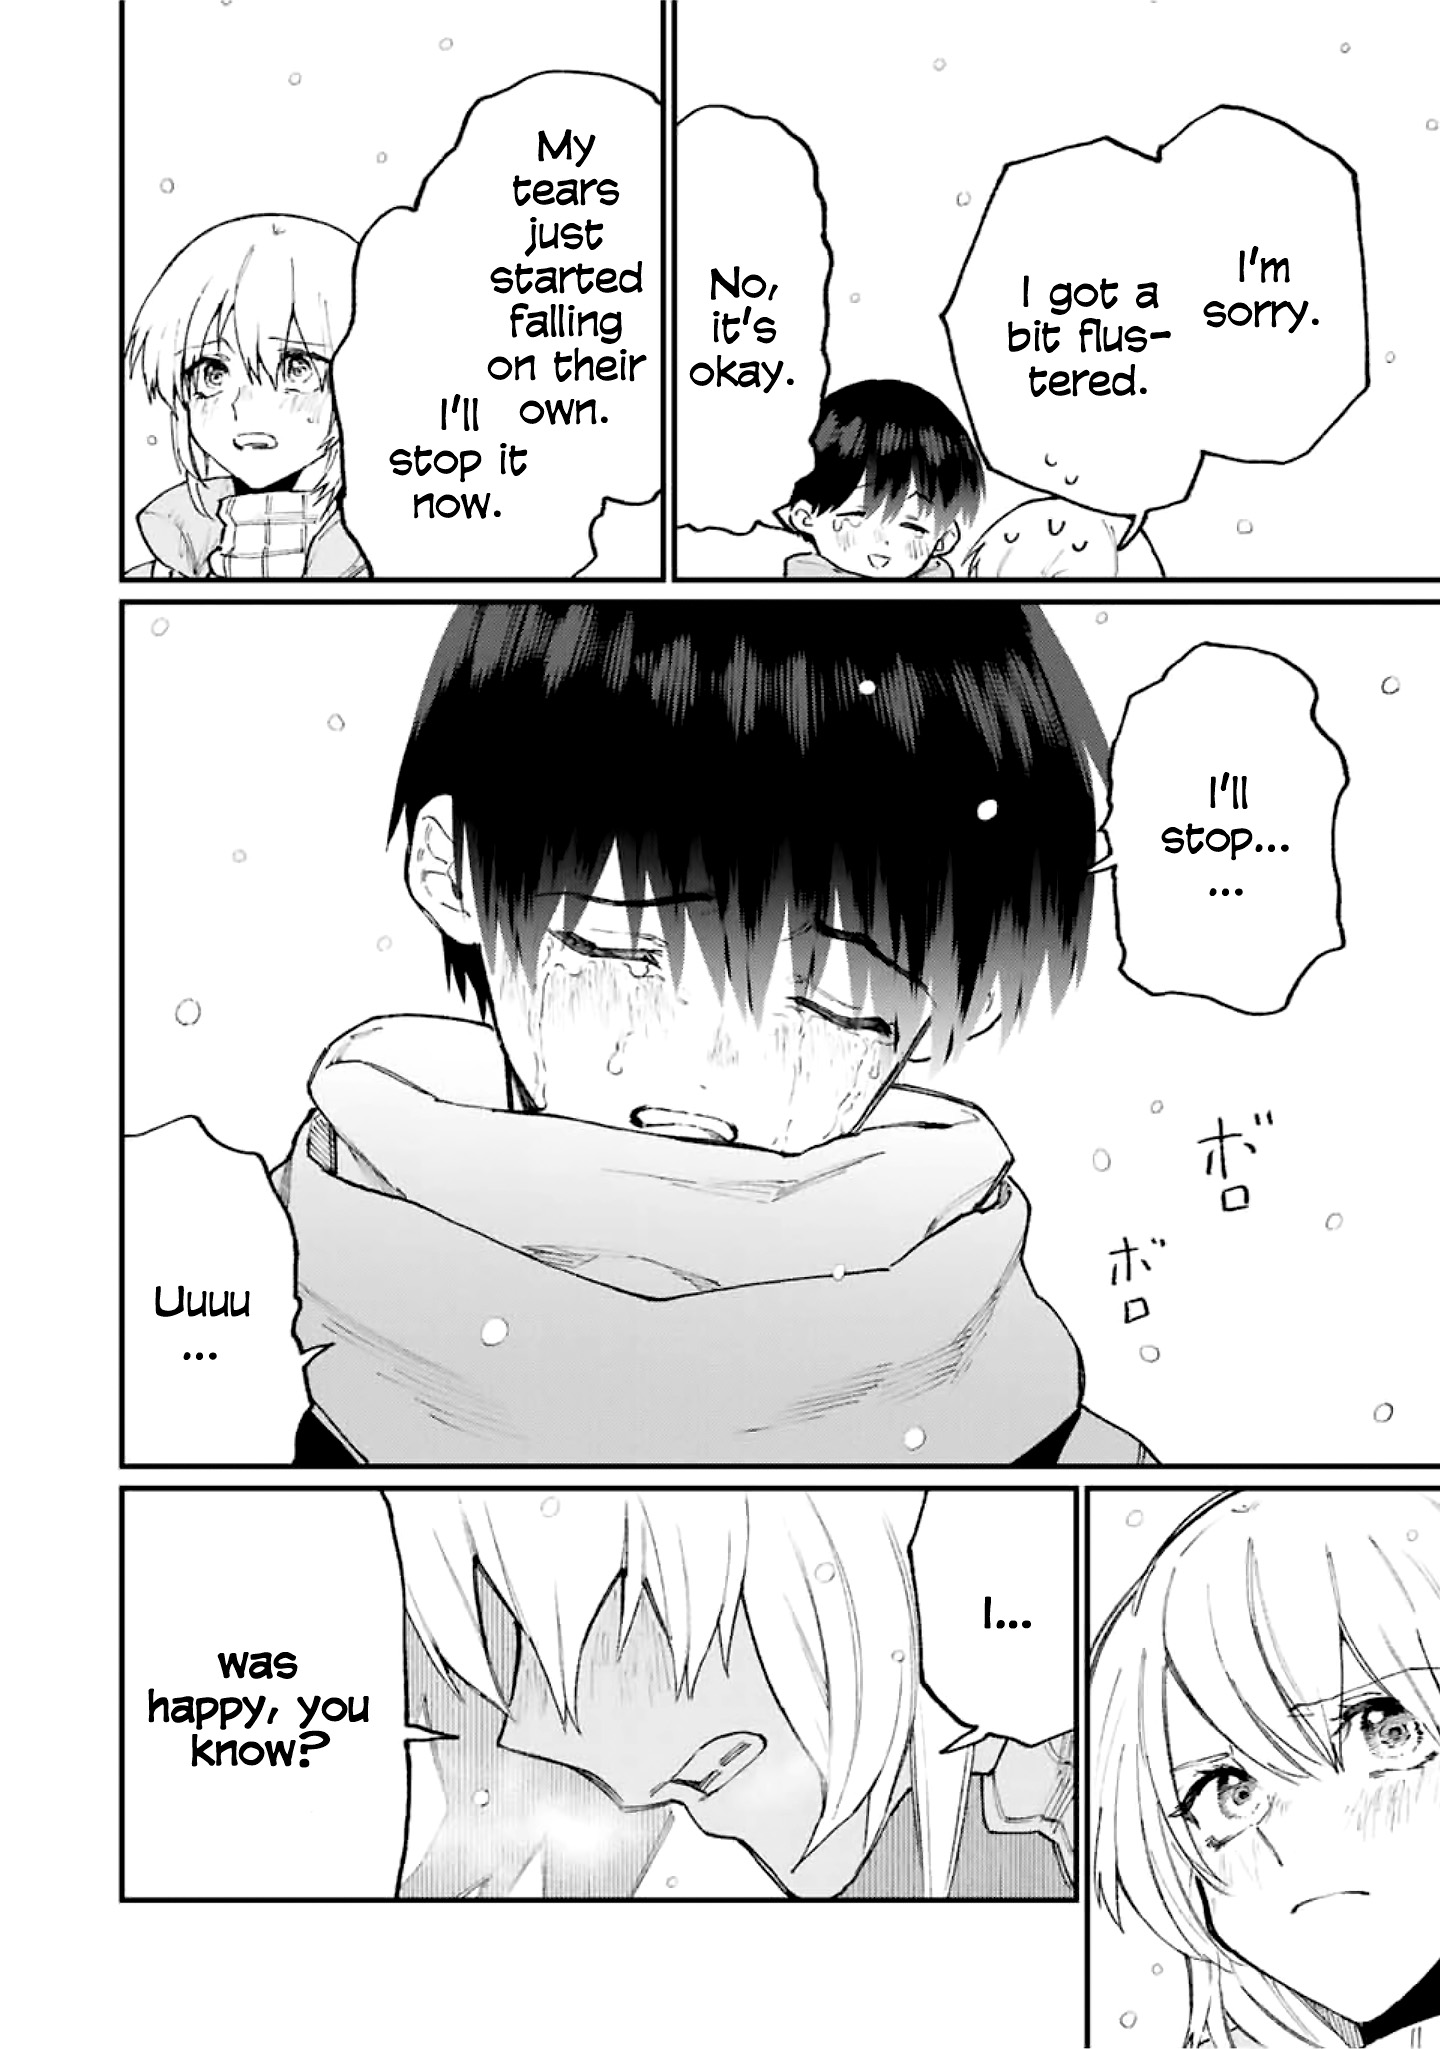 I'm
sorry.
I got a
bit flus-
tered.
No,
it's
okay.
My
tears
just
started
falling
on their
own.
I'll
stop it
now.
I'll
stop...
...
ボロ
ボロ
Uuuu
...
I...
was
happy, you
know?